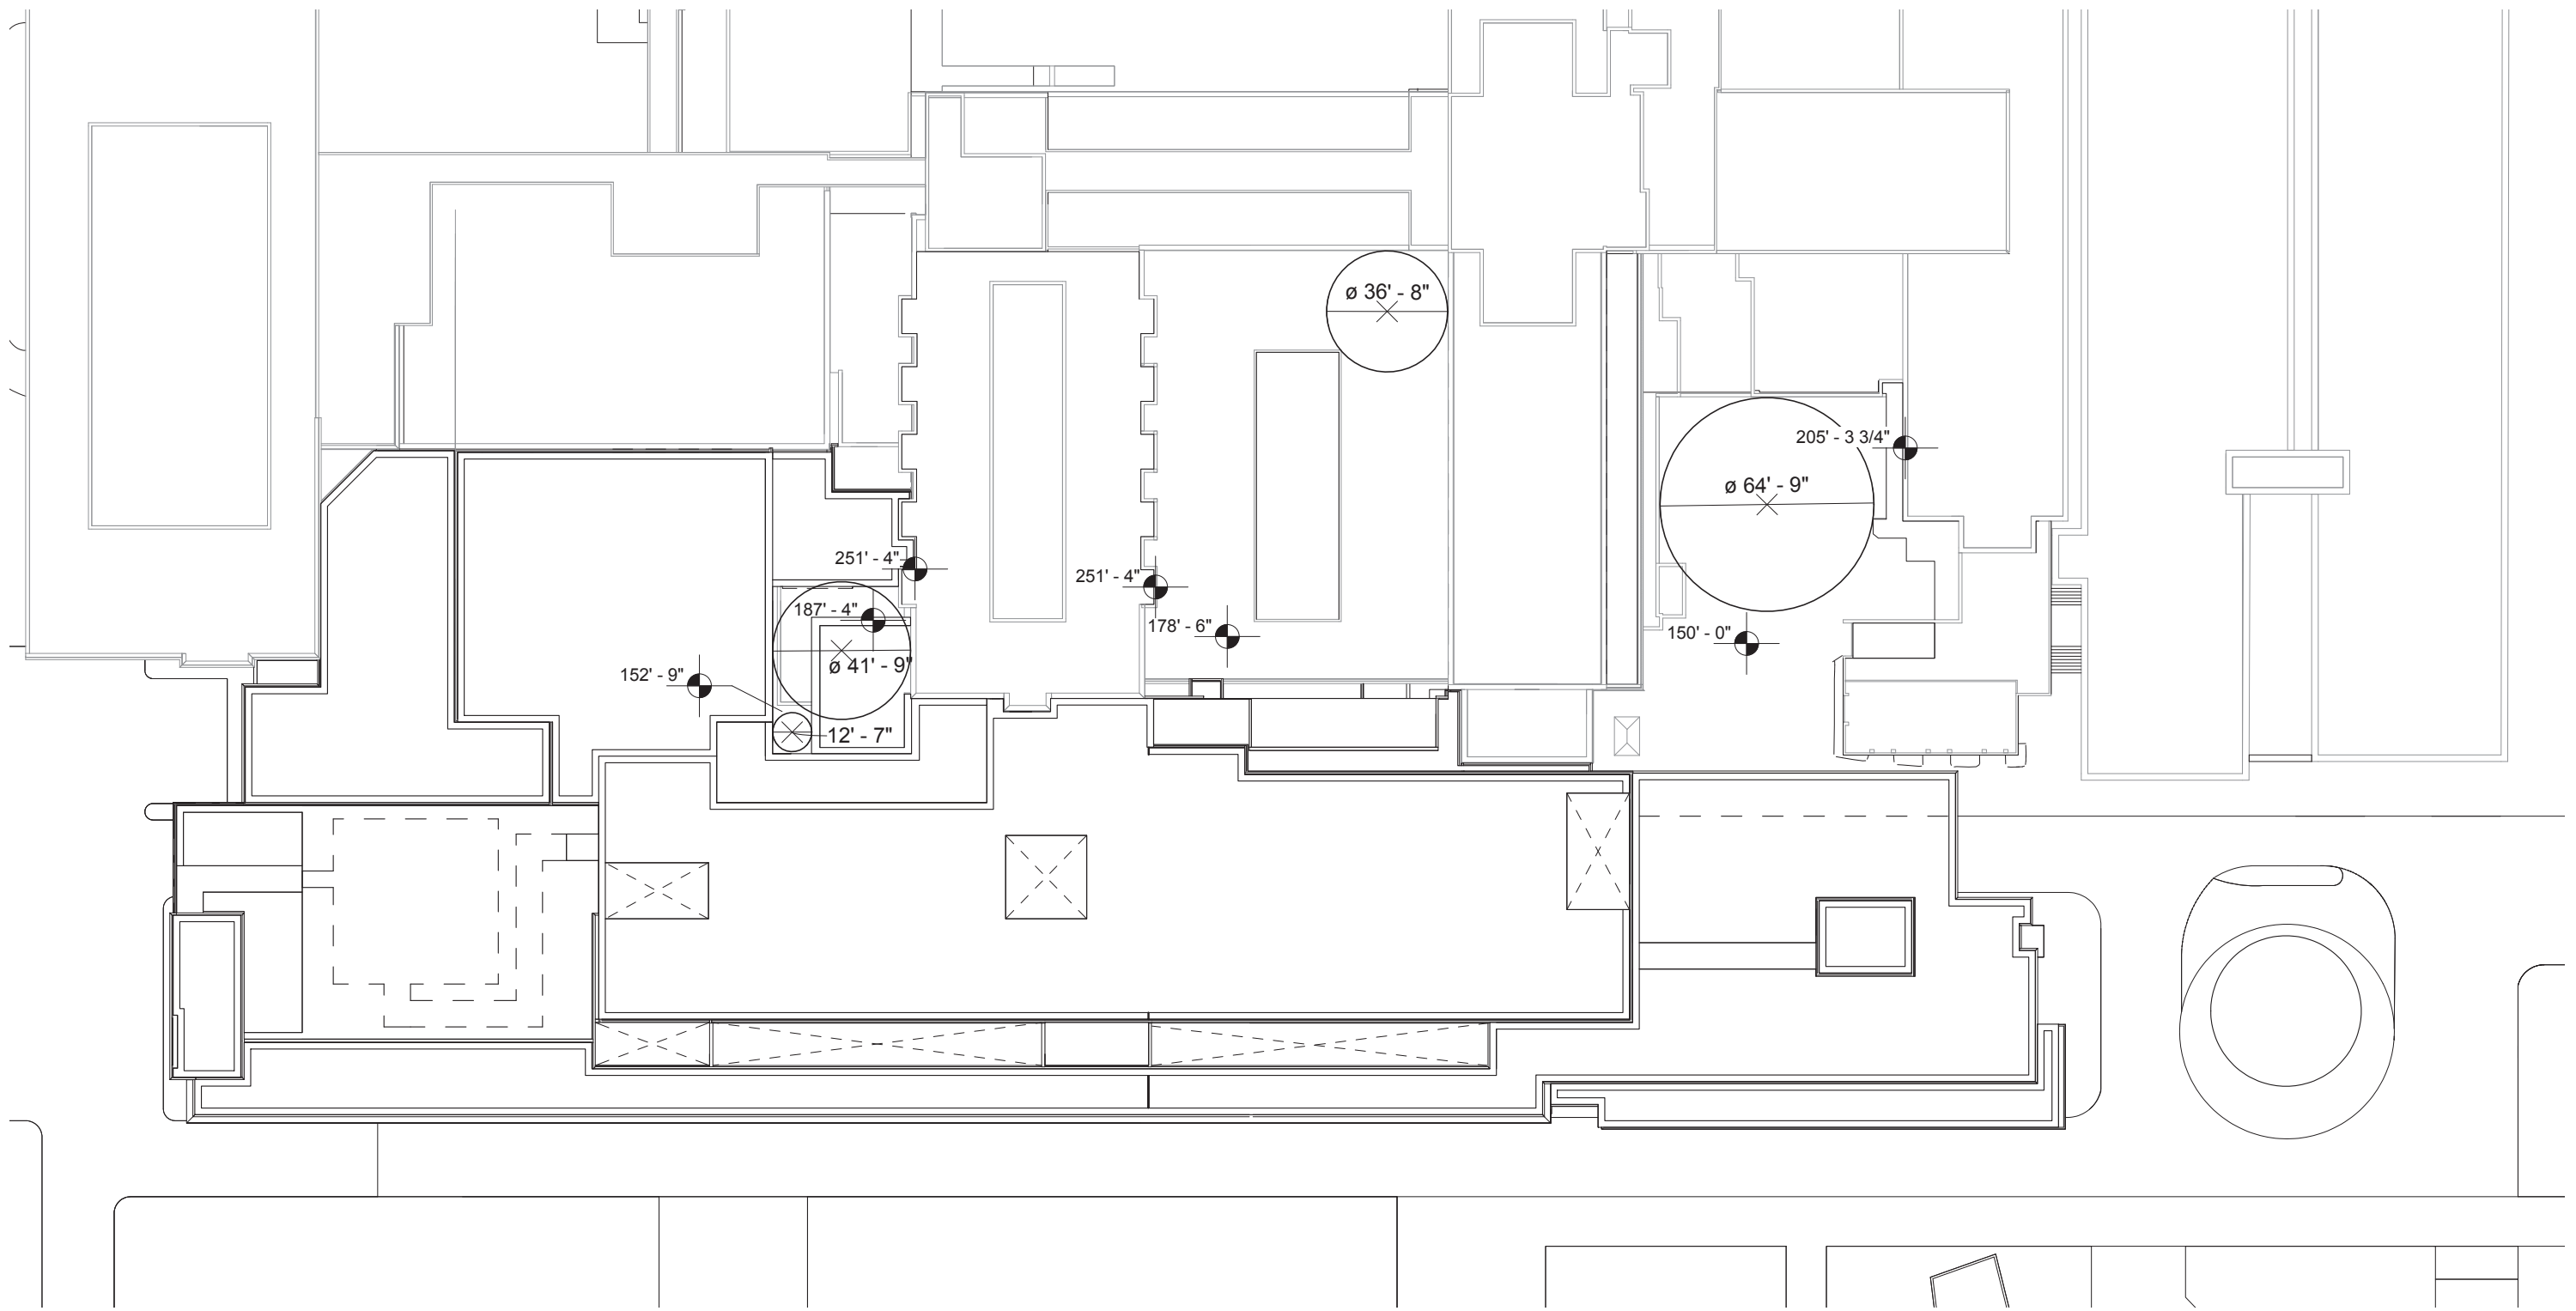 ø 36' - 8"
205' - 3 3/4"
ø 64' - 9"
251' - 4"
251' - 4"
187' - 4"
178' - 6"
150' - 0"
ø 41' - 9"
152' - 9"
12' - 7"